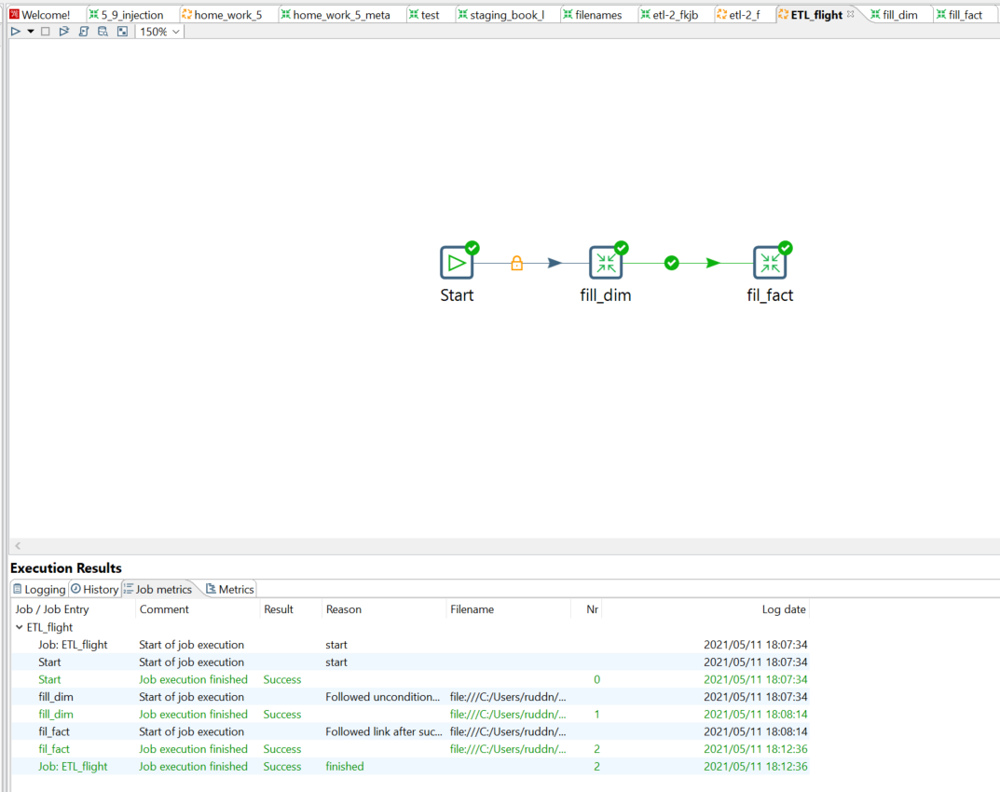 Welcome! 5_9_injection home_work_5 home_work_5_meta test staging_book_l filenames etl-2_fkjb etl-2_f ETL_flight fill_dim fill_fact
150%
Start fill_dim fil_fact
Execution Results
Logging History Job metrics Metrics
Job / Job Entry Comment Result Reason Filename Nr Log date
ETL_flight
Job: ETL_flight Start of job execution start 2021/05/11 18:07:34
Start Start of job execution start 2021/05/11 18:07:34
Start Job execution finished Success 0 2021/05/11 18:07:34
fill_dim Start of job execution Followed uncondition... file:///C:/Users/ruddn/... 2021/05/11 18:07:34
fill_dim Job execution finished Success file:///C:/Users/ruddn/... 1 2021/05/11 18:08:14
fil_fact Start of job execution Followed link after suc... file:///C:/Users/ruddn/... 2021/05/11 18:08:14
fil_fact Job execution finished Success file:///C:/Users/ruddn/... 2 2021/05/11 18:12:36
Job: ETL_flight Job execution finished Success finished 2 2021/05/11 18:12:36